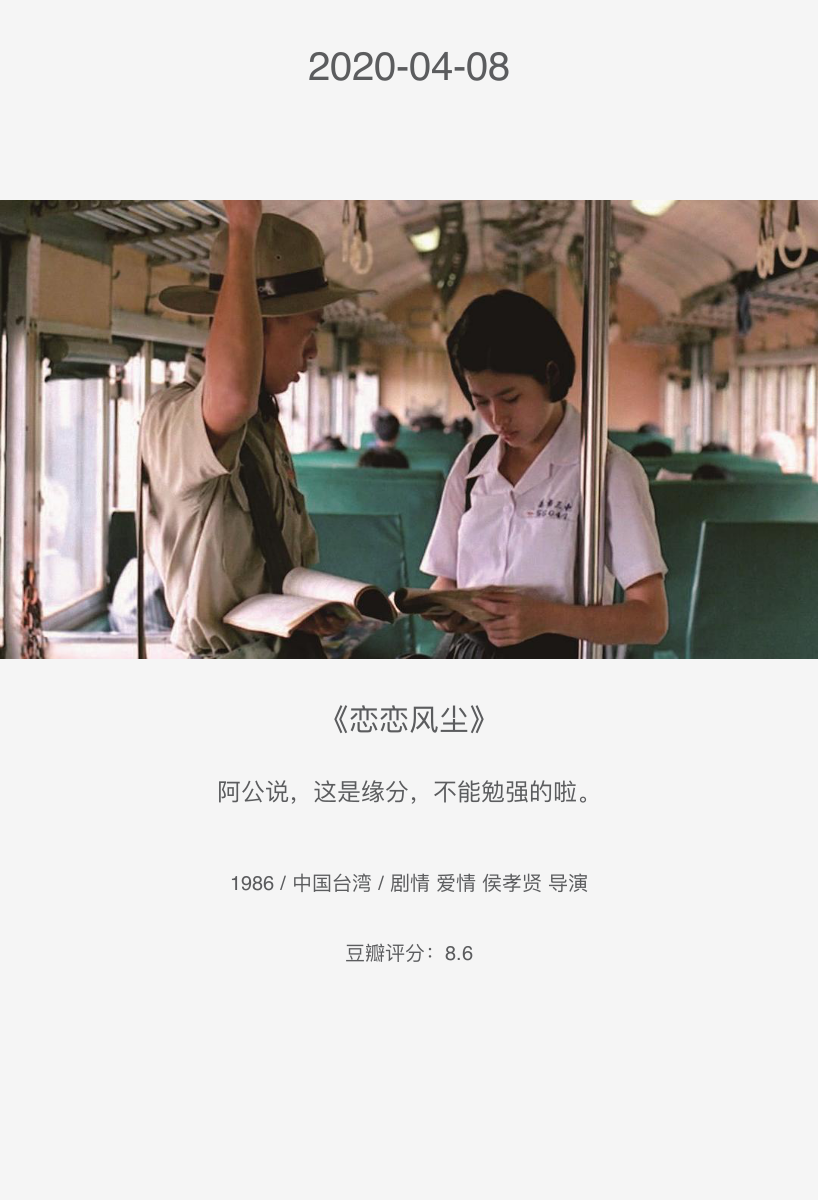 2020-04-08
《恋恋风尘》
阿公说，这是缘分，不能勉强的啦。
1986 / 中国台湾 / 剧情 爱情 侯孝贤 导演
豆瓣评分：8.6